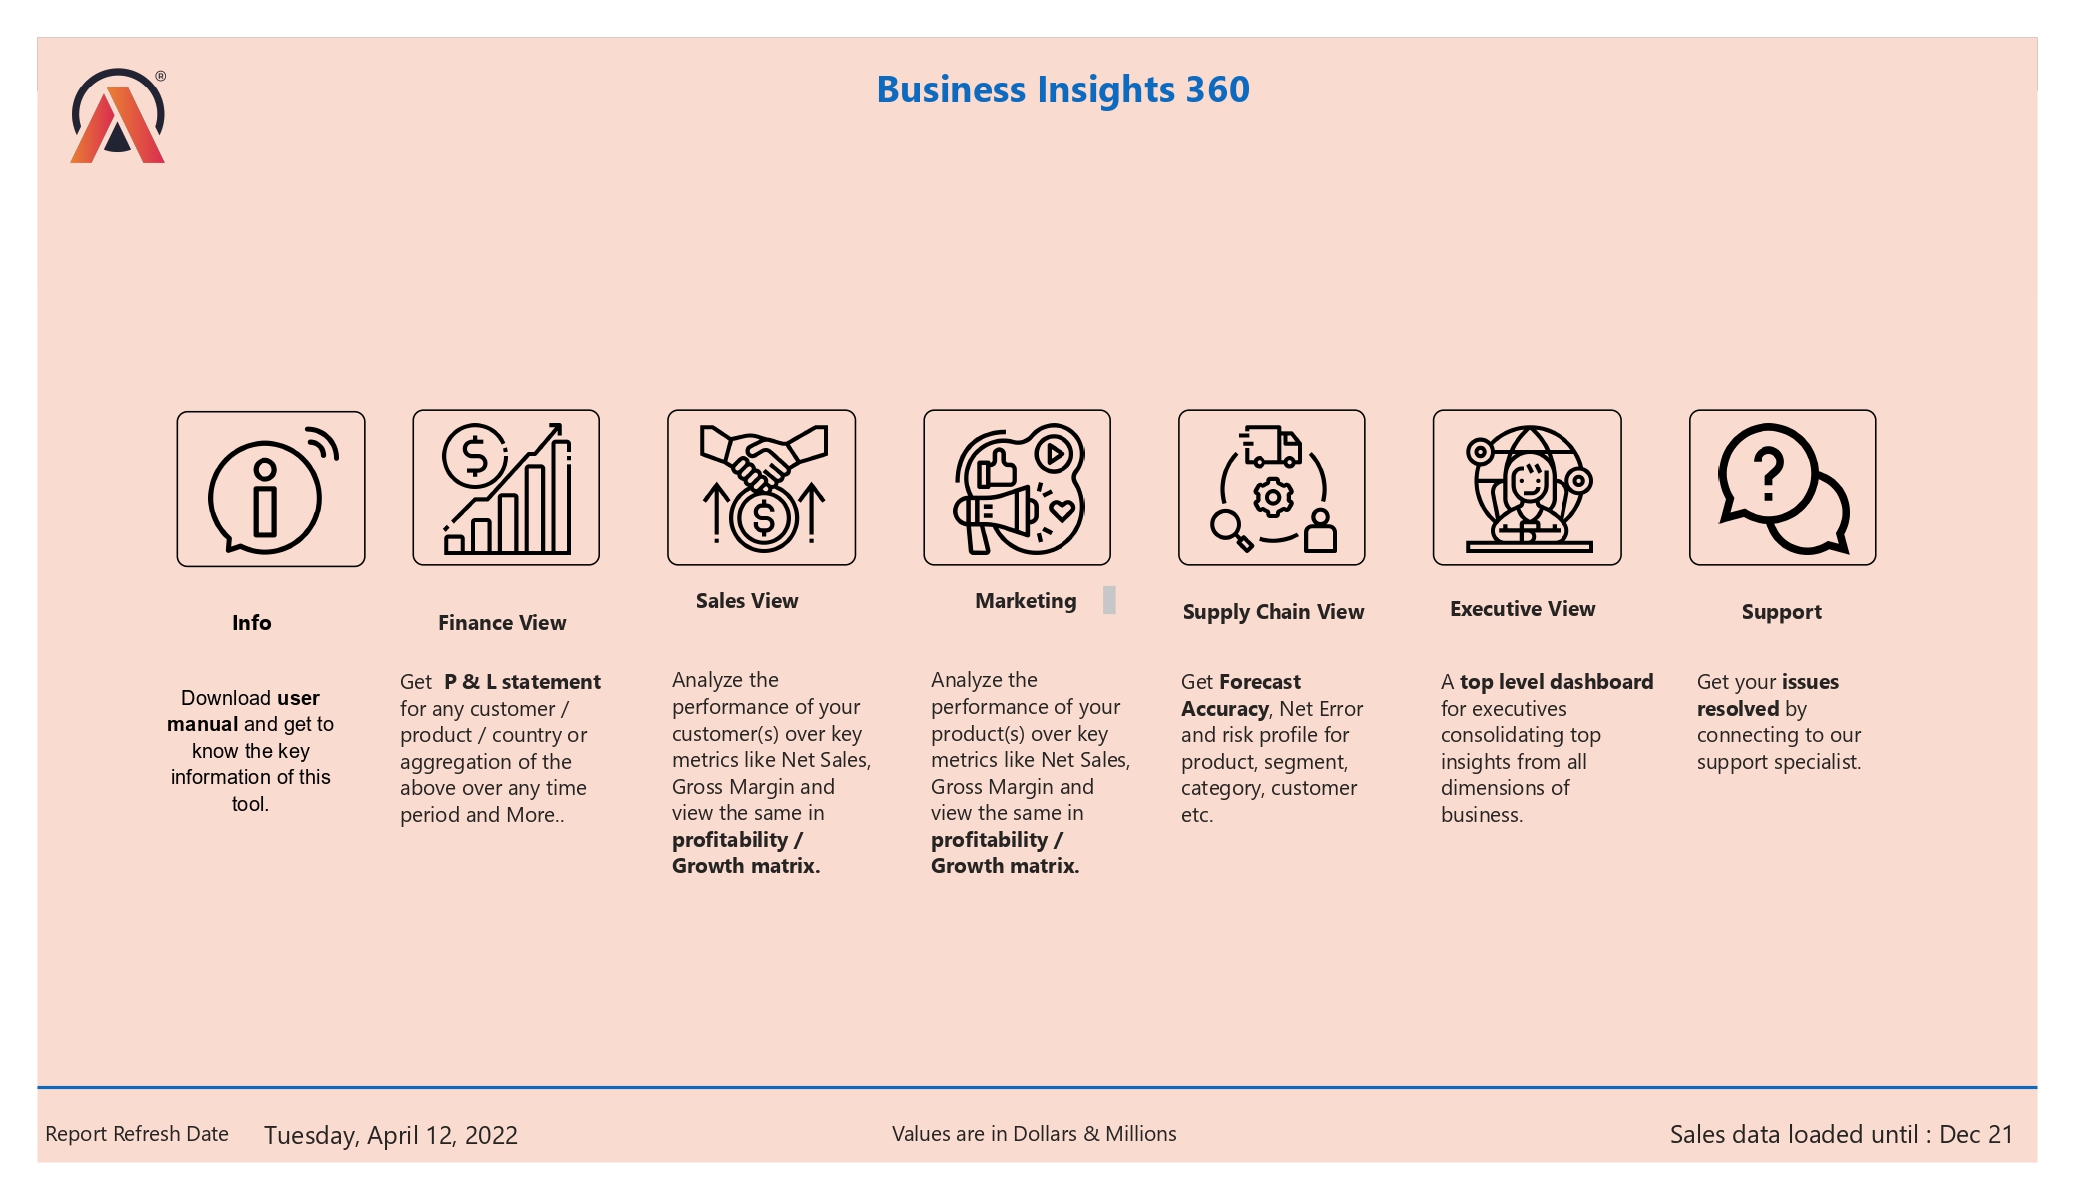 ®
Business Insights 360
Info
Download user
manual and get to
know the key
information of this
tool.
Finance View
Get P & L statement
for any customer /
product / country or
aggregation of the
above over any time
period and More..
Sales View
Analyze the
performance of your
customer(s) over key
metrics like Net Sales,
Gross Margin and
view the same in
profitability /
Growth matrix.
Marketing
Analyze the
performance of your
product(s) over key
metrics like Net Sales,
Gross Margin and
view the same in
profitability /
Growth matrix.
Supply Chain View
Get Forecast
Accuracy, Net Error
and risk profile for
product, segment,
category, customer
etc.
Executive View
A top level dashboard
for executives
consolidating top
insights from all
dimensions of
business.
Support
Get your issues
resolved by
connecting to our
support specialist.
Report Refresh Date Tuesday, April 12, 2022
Values are in Dollars & Millions
Sales data loaded until : Dec 21